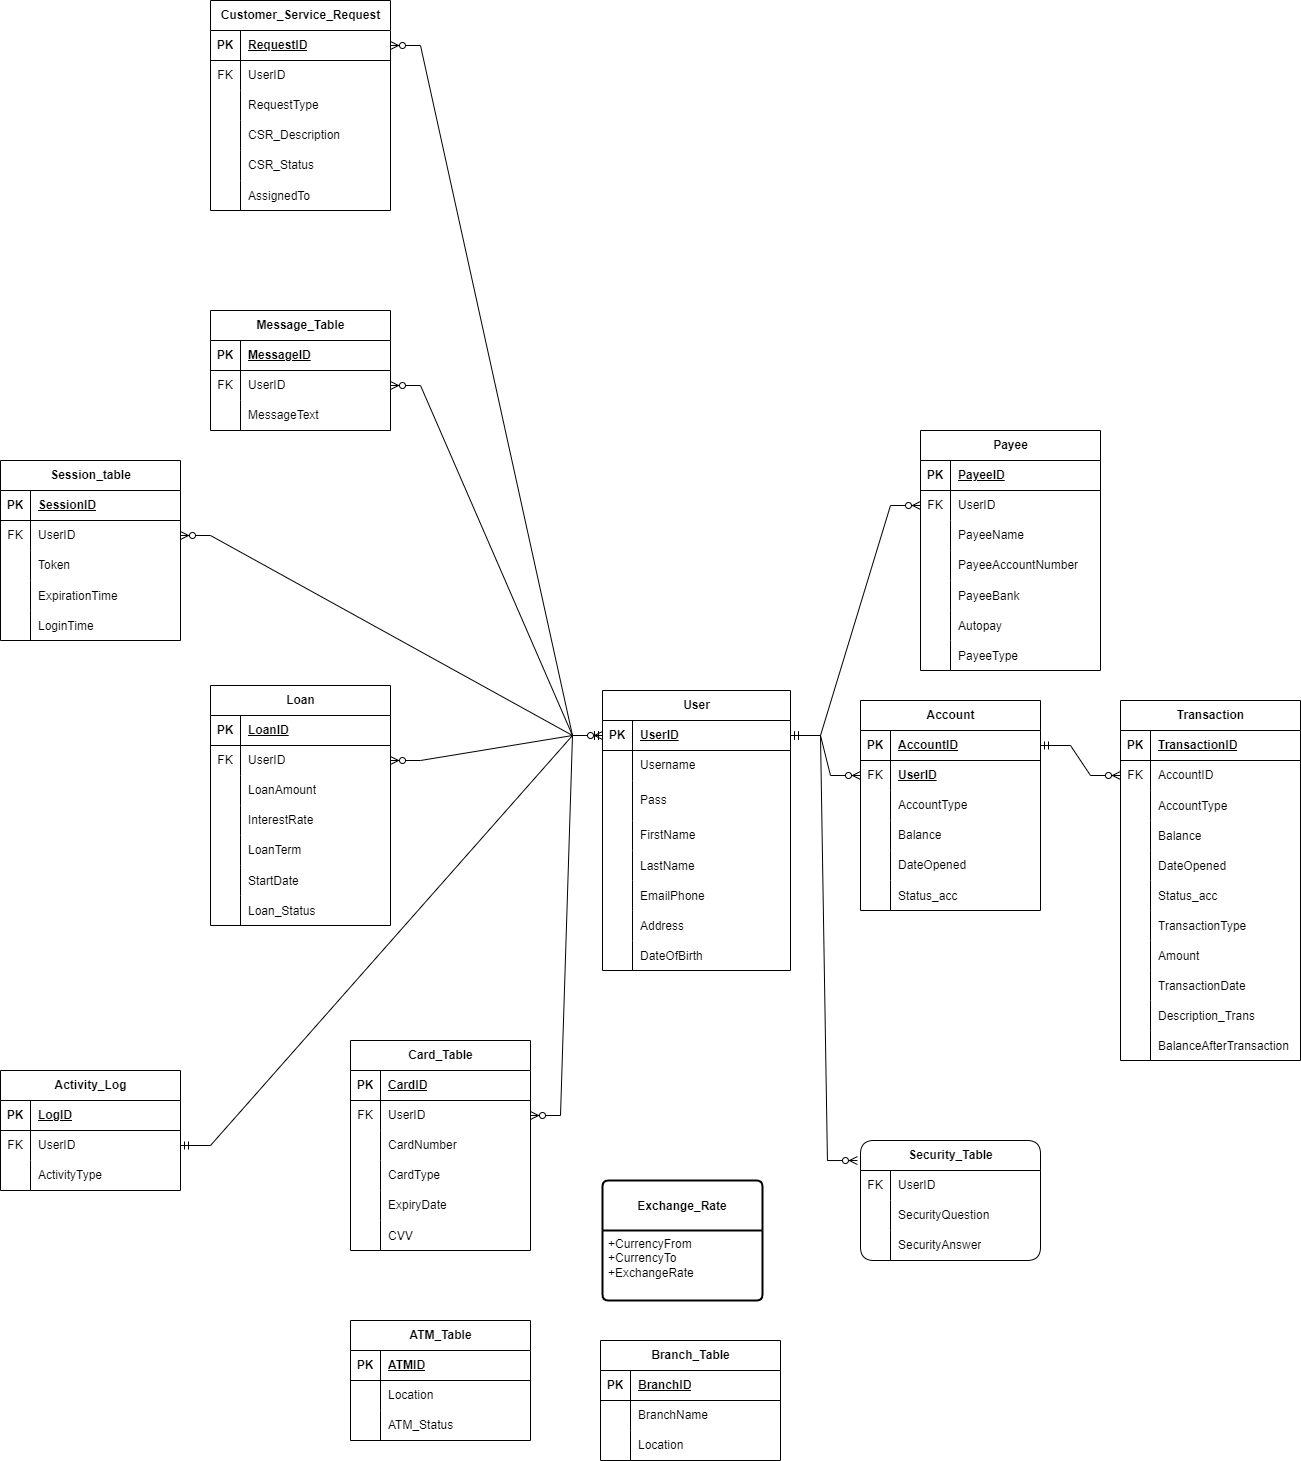 Customer_Service_Request
PK RequestID
FK UserID
RequestType
CSR_Description
CSR_Status
AssignedTo
Message_Table
PK MessageID
FK UserID
MessageText
Session_table
PK SessionID
FK UserID
Token
ExpirationTime
LoginTime
Payee
PK PayeeID
FK UserID
PayeeName
PayeeAccountNumber
PayeeBank
Autopay
PayeeType
Loan
PK LoanID
FK UserID
LoanAmount
InterestRate
LoanTerm
StartDate
Loan_Status
User
PK UserID
Username
Pass
FirstName
LastName
EmailPhone
Address
DateOfBirth
Account
PK AccountID
FK UserID
AccountType
Balance
DateOpened
Status_acc
Transaction
PK TransactionID
FK AccountID
AccountType
Balance
DateOpened
Status_acc
TransactionType
Amount
TransactionDate
Description_Trans
BalanceAfterTransaction
Activity_Log
PK LogID
FK UserID
ActivityType
Card_Table
PK CardID
FK UserID
CardNumber
CardType
ExpiryDate
CVV
Security_Table
FK UserID
SecurityQuestion
SecurityAnswer
Exchange_Rate
+CurrencyFrom
+CurrencyTo
+ExchangeRate
ATM_Table
PK ATMID
Location
ATM_Status
Branch_Table
PK BranchID
BranchName
Location